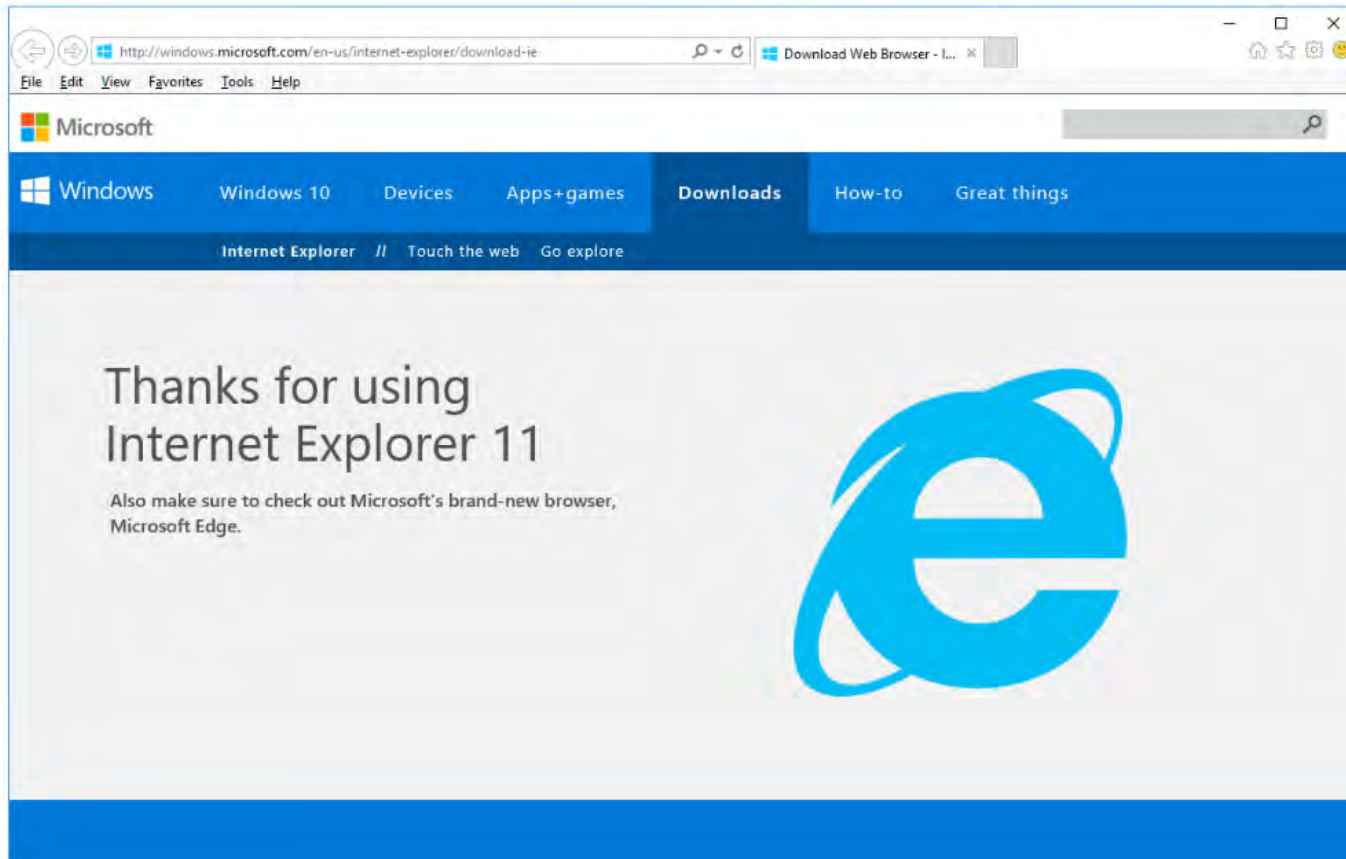 http://windows.microsoft.com/en-us/internet-explorer/download-ie
Download Web Browser - I...
File Edit View Favorites Tools Help
Microsoft
Windows Windows 10 Devices Apps+games Downloads How-to Great things
Internet Explorer // Touch the web Go explore
Thanks for using
Internet Explorer 11
Also make sure to check out Microsoft's brand-new browser,
Microsoft Edge.